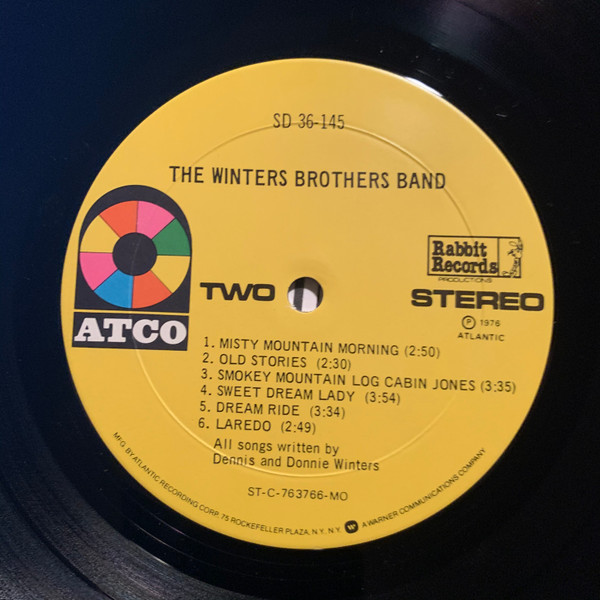 SD 36-145
THE WINTERS BROTHERS BAND
Rabbit
Records
PRODUCTIONS
ATCO
TWO
STEREO
Ⓟ 1976
ATLANTIC
1. MISTY MOUNTAIN MORNING (2:50)
2. OLD STORIES (2:30)
3. SMOKEY MOUNTAIN LOG CABIN JONES (3:35)
4. SWEET DREAM LADY (3:54)
5. DREAM RIDE (3:34)
6. LAREDO (2:49)
All songs written by
Dennis and Donnie Winters
ST-C-763766-MO
MFG. BY ATLANTIC RECORDING CORP. 75 ROCKEFELLER PLAZA, N.Y. N.Y. W A WARNER COMMUNICATIONS COMPANY